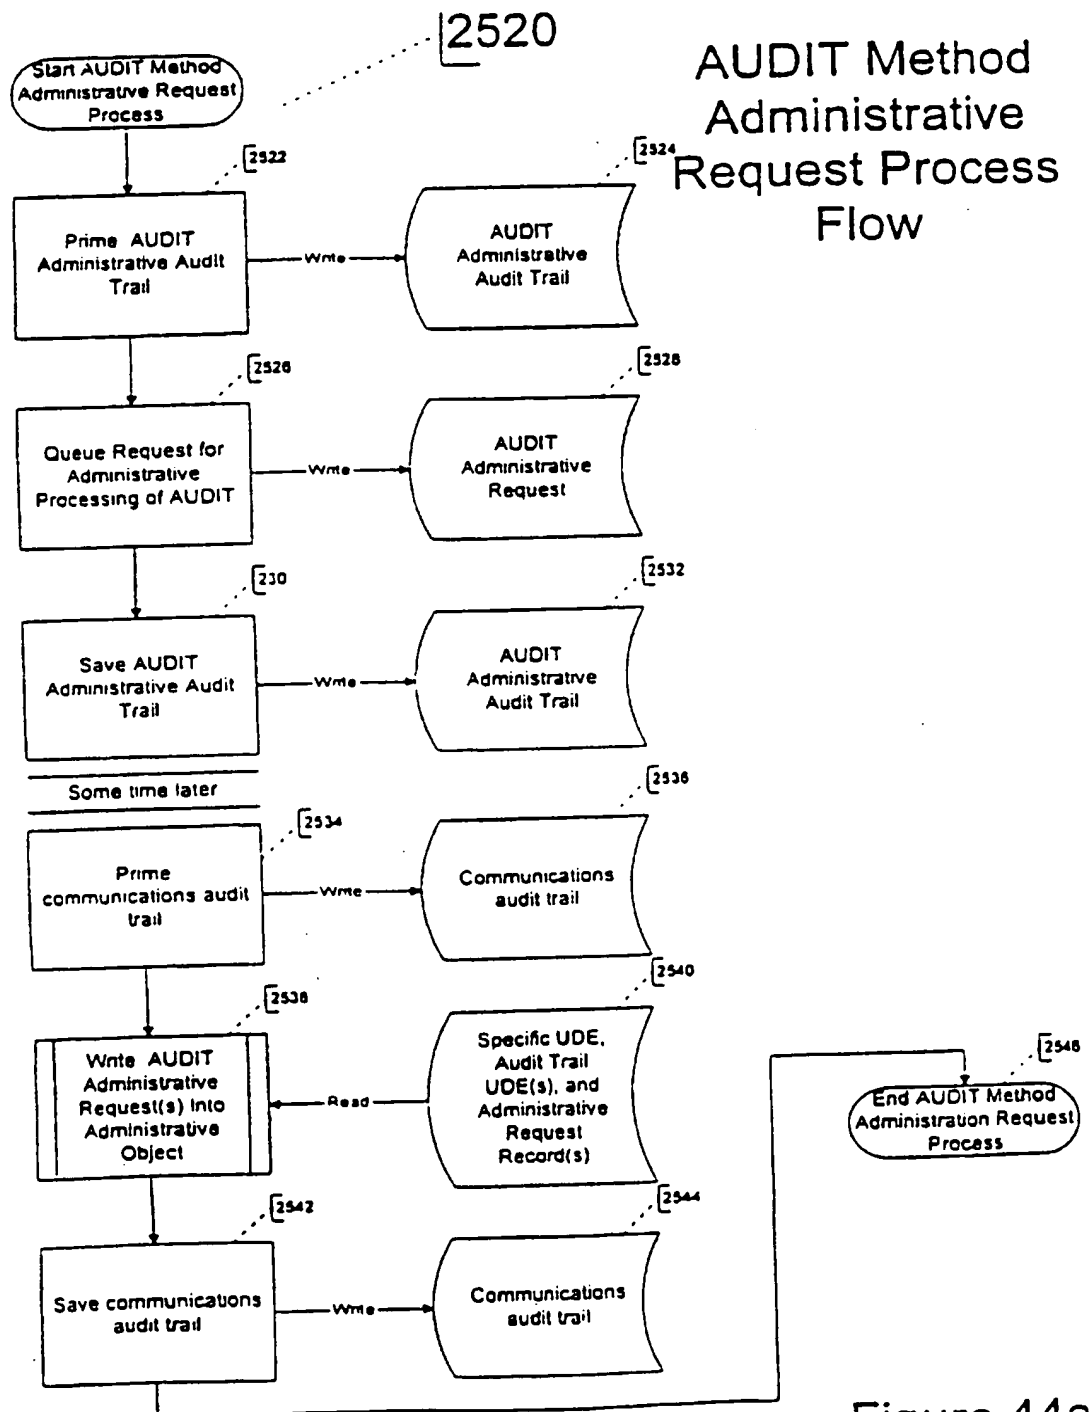 2520
AUDIT Method
Administrative
Request Process
Flow
Start AUDIT Method
Administrative Request
Process
2522
Prime AUDIT
Administrative Audit
Trail
Write
2524
AUDIT
Administrative
Audit Trail
2526
Queue Request for
Administrative
Processing of AUDIT
Write
2528
AUDIT
Administrative
Request
230
Save AUDIT
Administrative Audit
Trail
Write
2532
AUDIT
Administrative
Audit Trail
Some time later
2534
Prime
communications audit
trail
Write
2536
Communications
audit trail
2538
Write AUDIT
Administrative
Request(s) Into
Administrative
Object
Read
2540
Specific UDE,
Audit Trail
UDE(s), and
Administrative
Request
Record(s)
2542
Save communications
audit trail
Write
2544
Communications
audit trail
2546
End AUDIT Method
Administration Request
Process
Figure 44a